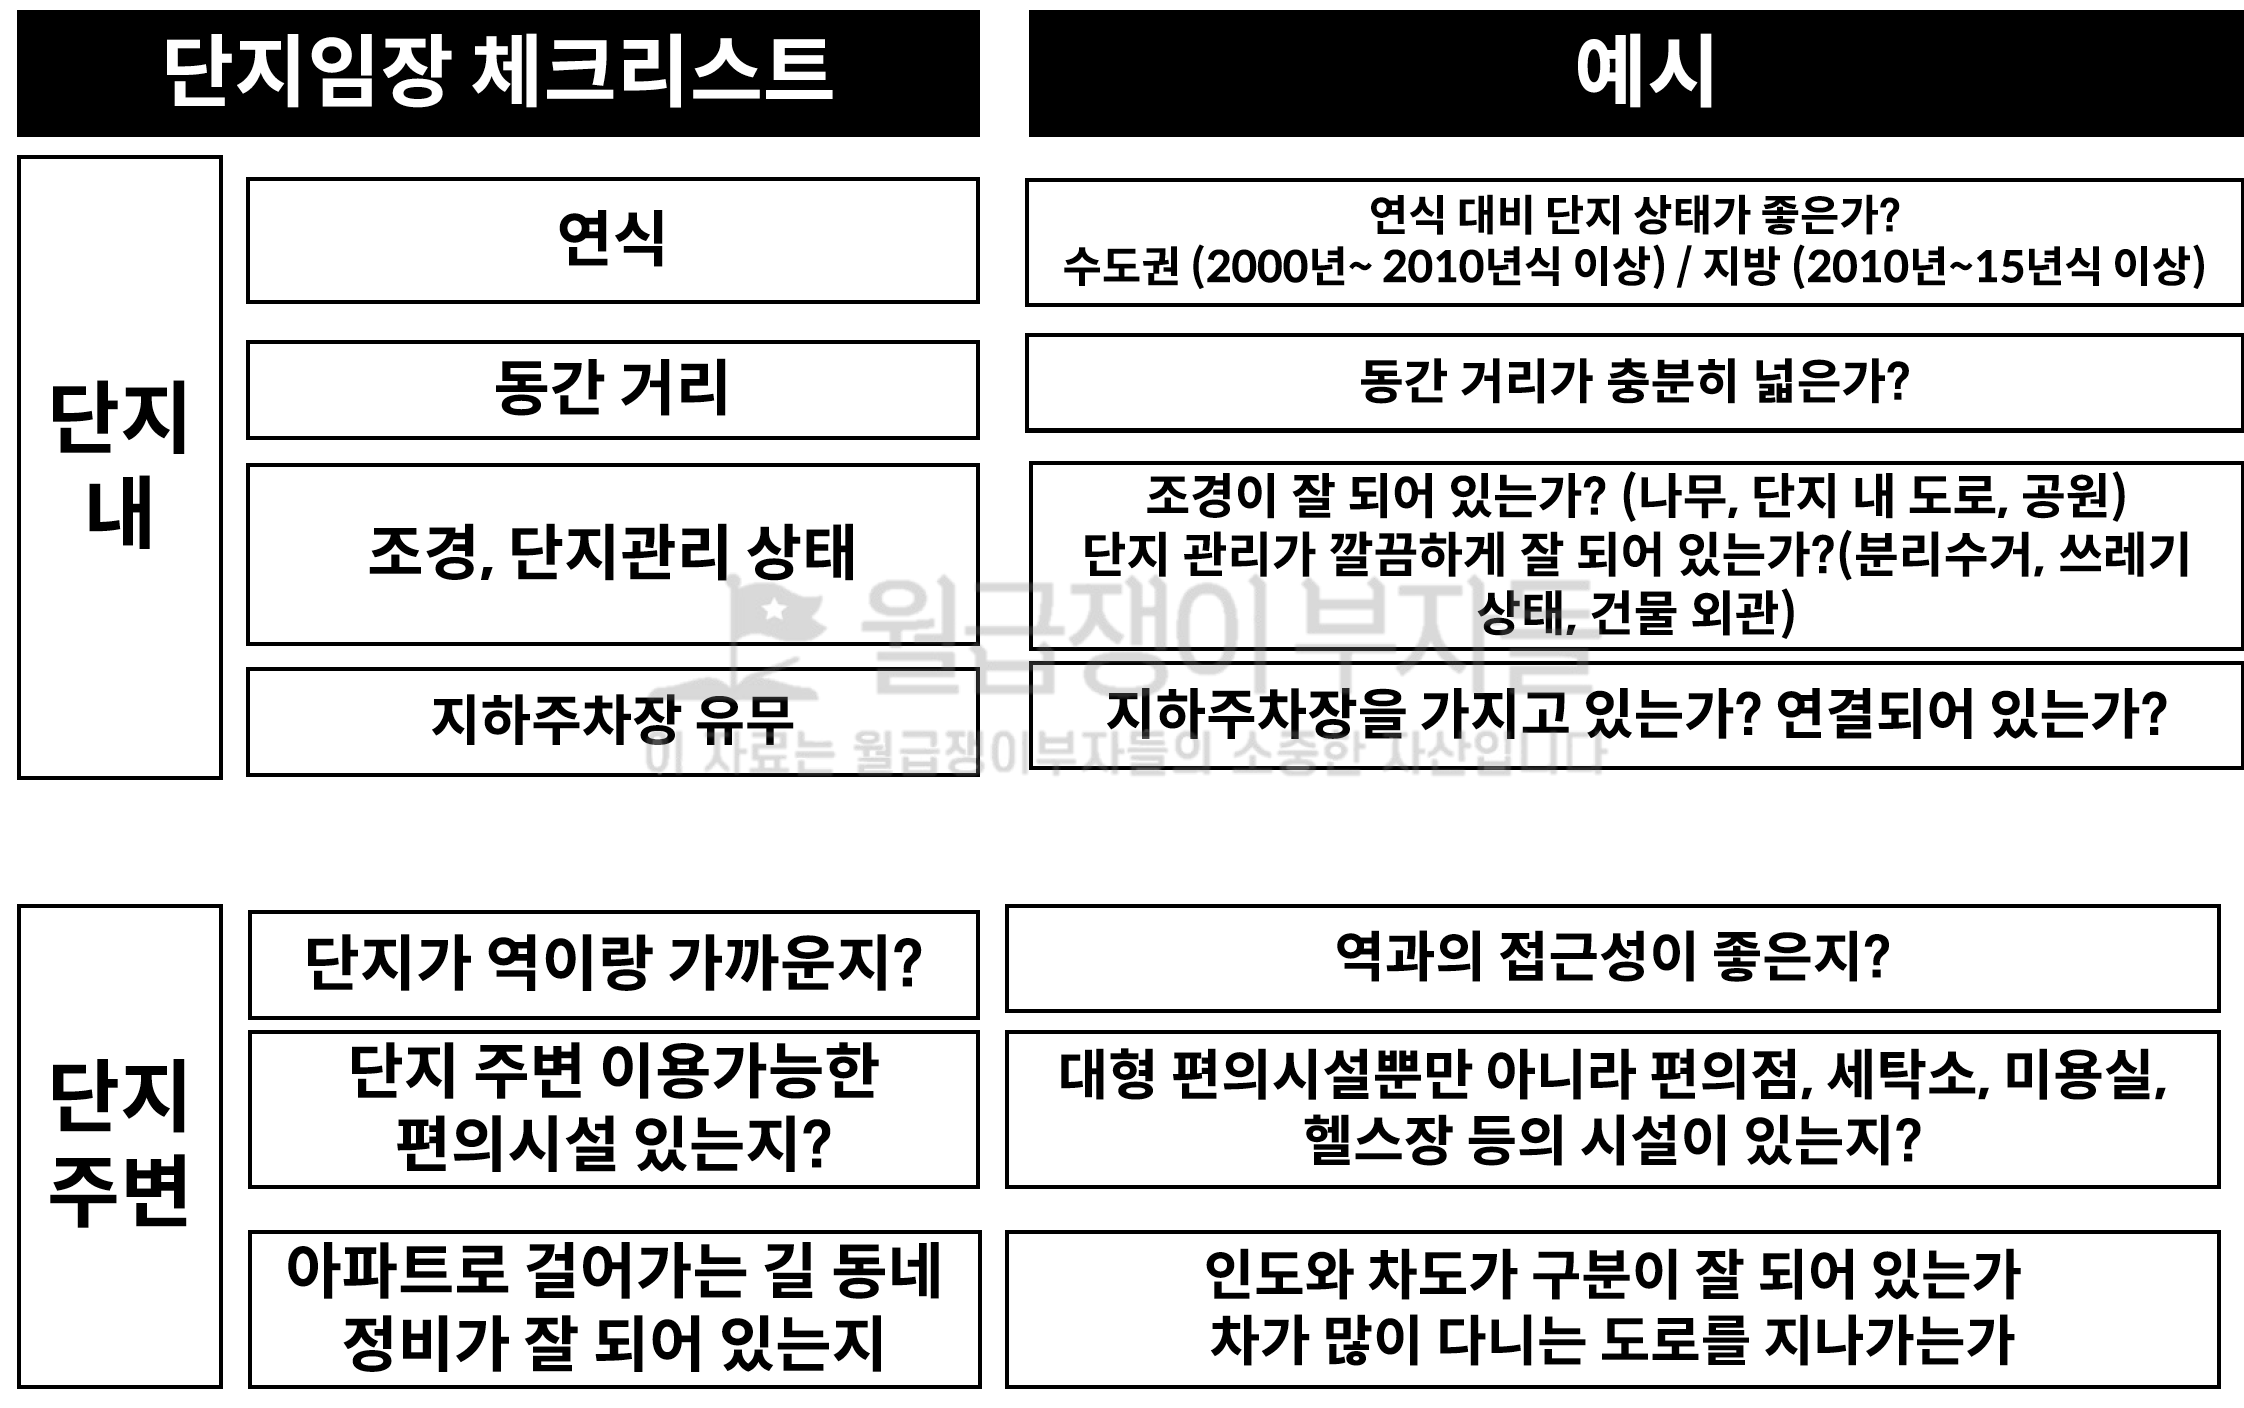 단지임장 체크리스트
예시
단지
내
연식
연식 대비 단지 상태가 좋은가?
수도권 (2000년~ 2010년식 이상) / 지방 (2010년~15년식 이상)
동간 거리
동간 거리가 충분히 넓은가?
조경, 단지관리 상태
조경이 잘 되어 있는가? (나무, 단지 내 도로, 공원)
단지 관리가 깔끔하게 잘 되어 있는가?(분리수거, 쓰레기
상태, 건물 외관)
지하주차장 유무
지하주차장을 가지고 있는가? 연결되어 있는가?
월급쟁이 부자들
이 자료는 월급쟁이부자들의 소중한 자산입니다
단지
주변
단지가 역이랑 가까운지?
역과의 접근성이 좋은지?
단지 주변 이용가능한
편의시설 있는지?
대형 편의시설뿐만 아니라 편의점, 세탁소, 미용실,
헬스장 등의 시설이 있는지?
아파트로 걸어가는 길 동네
정비가 잘 되어 있는지
인도와 차도가 구분이 잘 되어 있는가
차가 많이 다니는 도로를 지나가는가